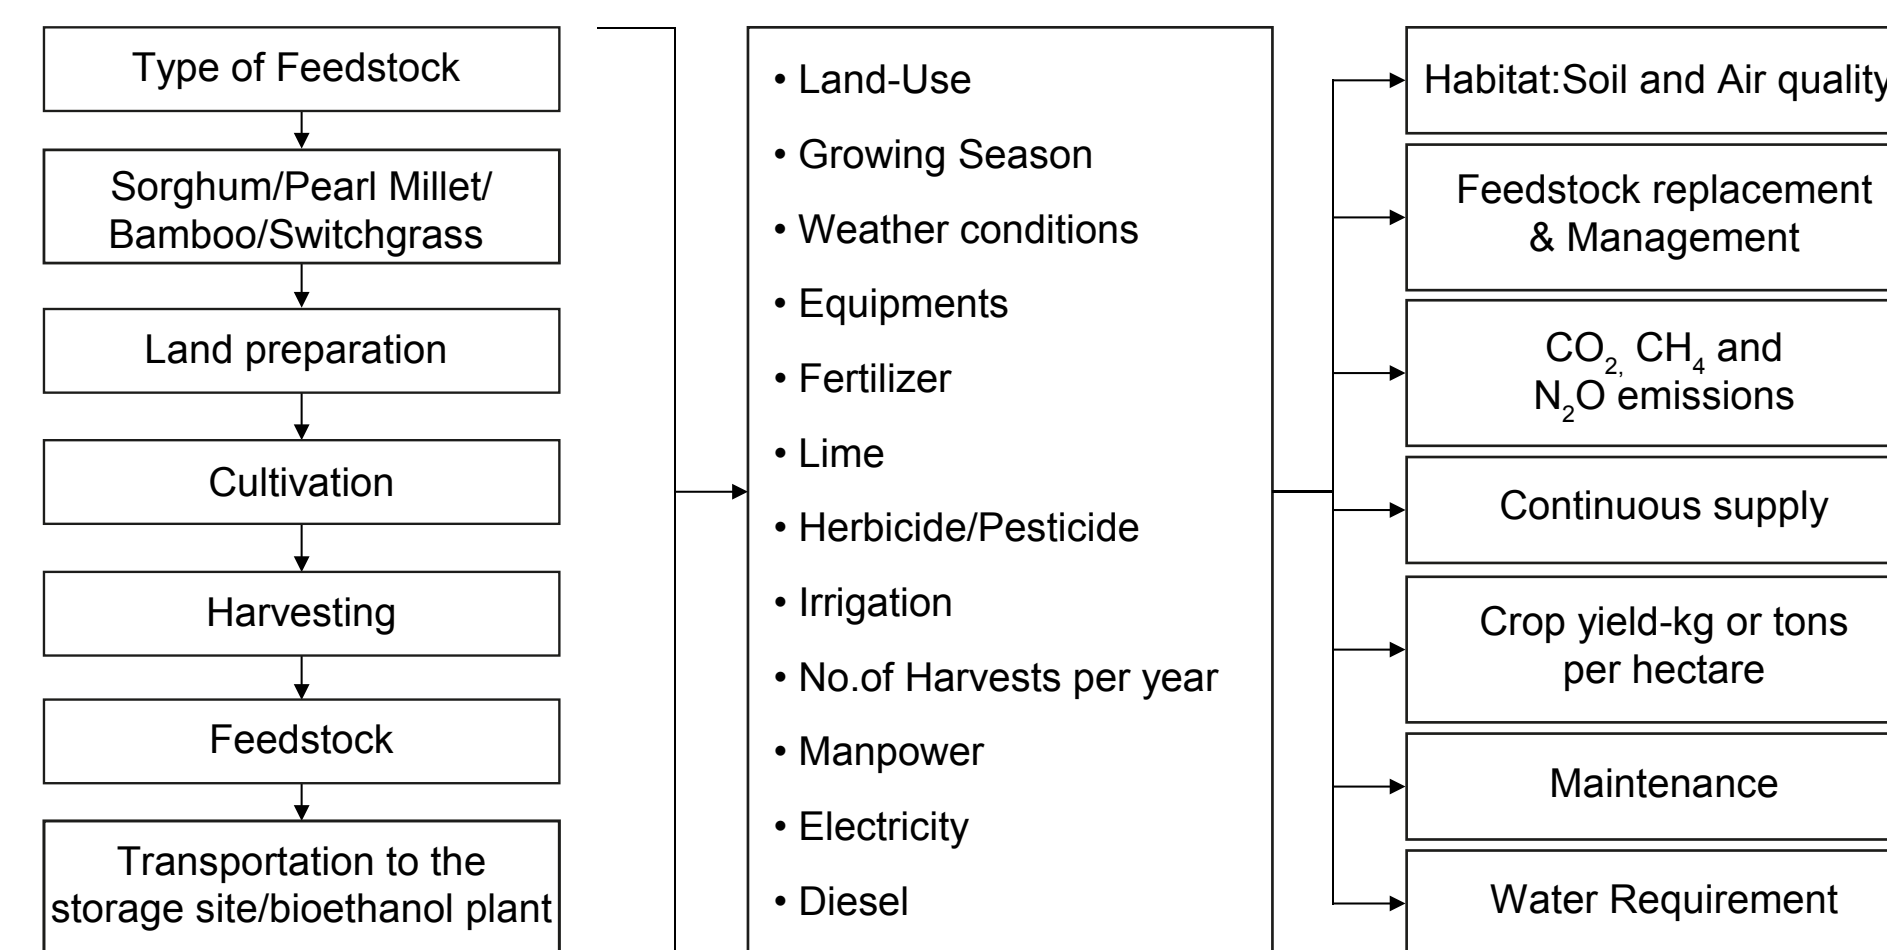 Type of Feedstock
Sorghum/Pearl Millet/
Bamboo/Switchgrass
Land preparation
Cultivation
Harvesting
Feedstock
Transportation to the
storage site/bioethanol plant
• Land-Use
• Growing Season
• Weather conditions
• Equipments
• Fertilizer
• Lime
• Herbicide/Pesticide
• Irrigation
• No.of Harvests per year
• Manpower
• Electricity
• Diesel
Habitat:Soil and Air quality
Feedstock replacement
& Management
CO₂, CH₄ and
N₂O emissions
Continuous supply
Crop yield-kg or tons
per hectare
Maintenance
Water Requirement